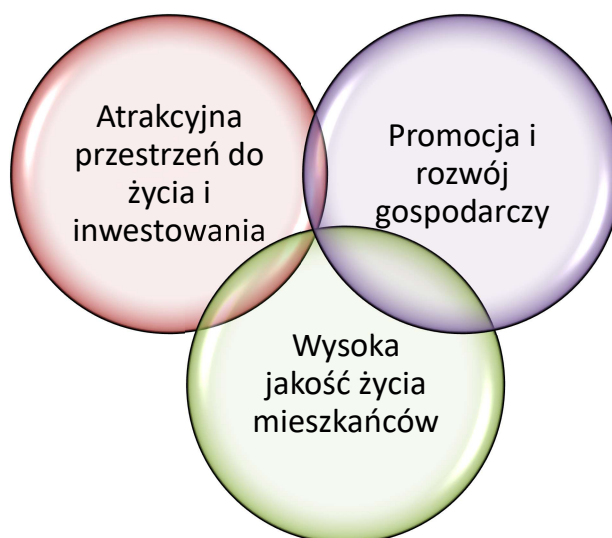 Atrakcyjna
przestrzeń do
życia i
inwestowania
Promocja i
rozwój
gospodarczy
Wysoka
jakość życia
mieszkańców